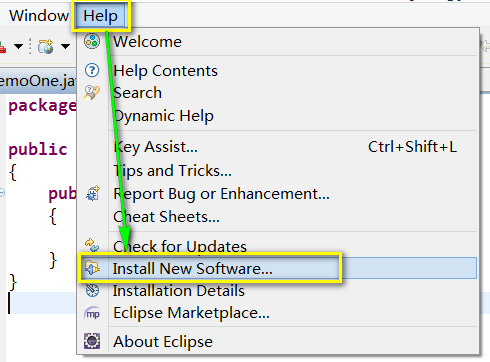 Window Help
Welcome
emoOne.ja
Help Contents
package
Search
Dynamic Help
public
Key Assist... Ctrl+Shift+L
{
Tips and Tricks...
pub
Report Bug or Enhancement...
{
Cheat Sheets...
Check for Updates
}
Install New Software...
}
Installation Details
mp Eclipse Marketplace...
About Eclipse